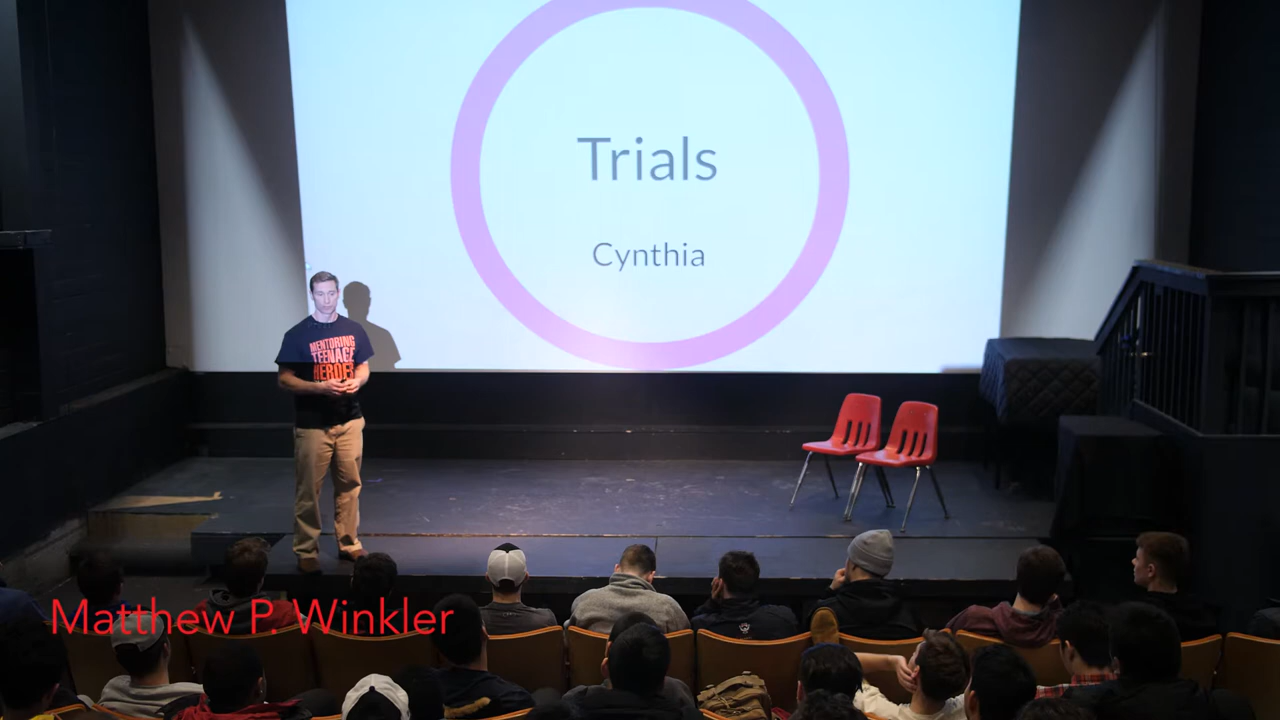 Trials
Cynthia
MENTORING
TEENAGE
HEROES
Matthew P. Winkler